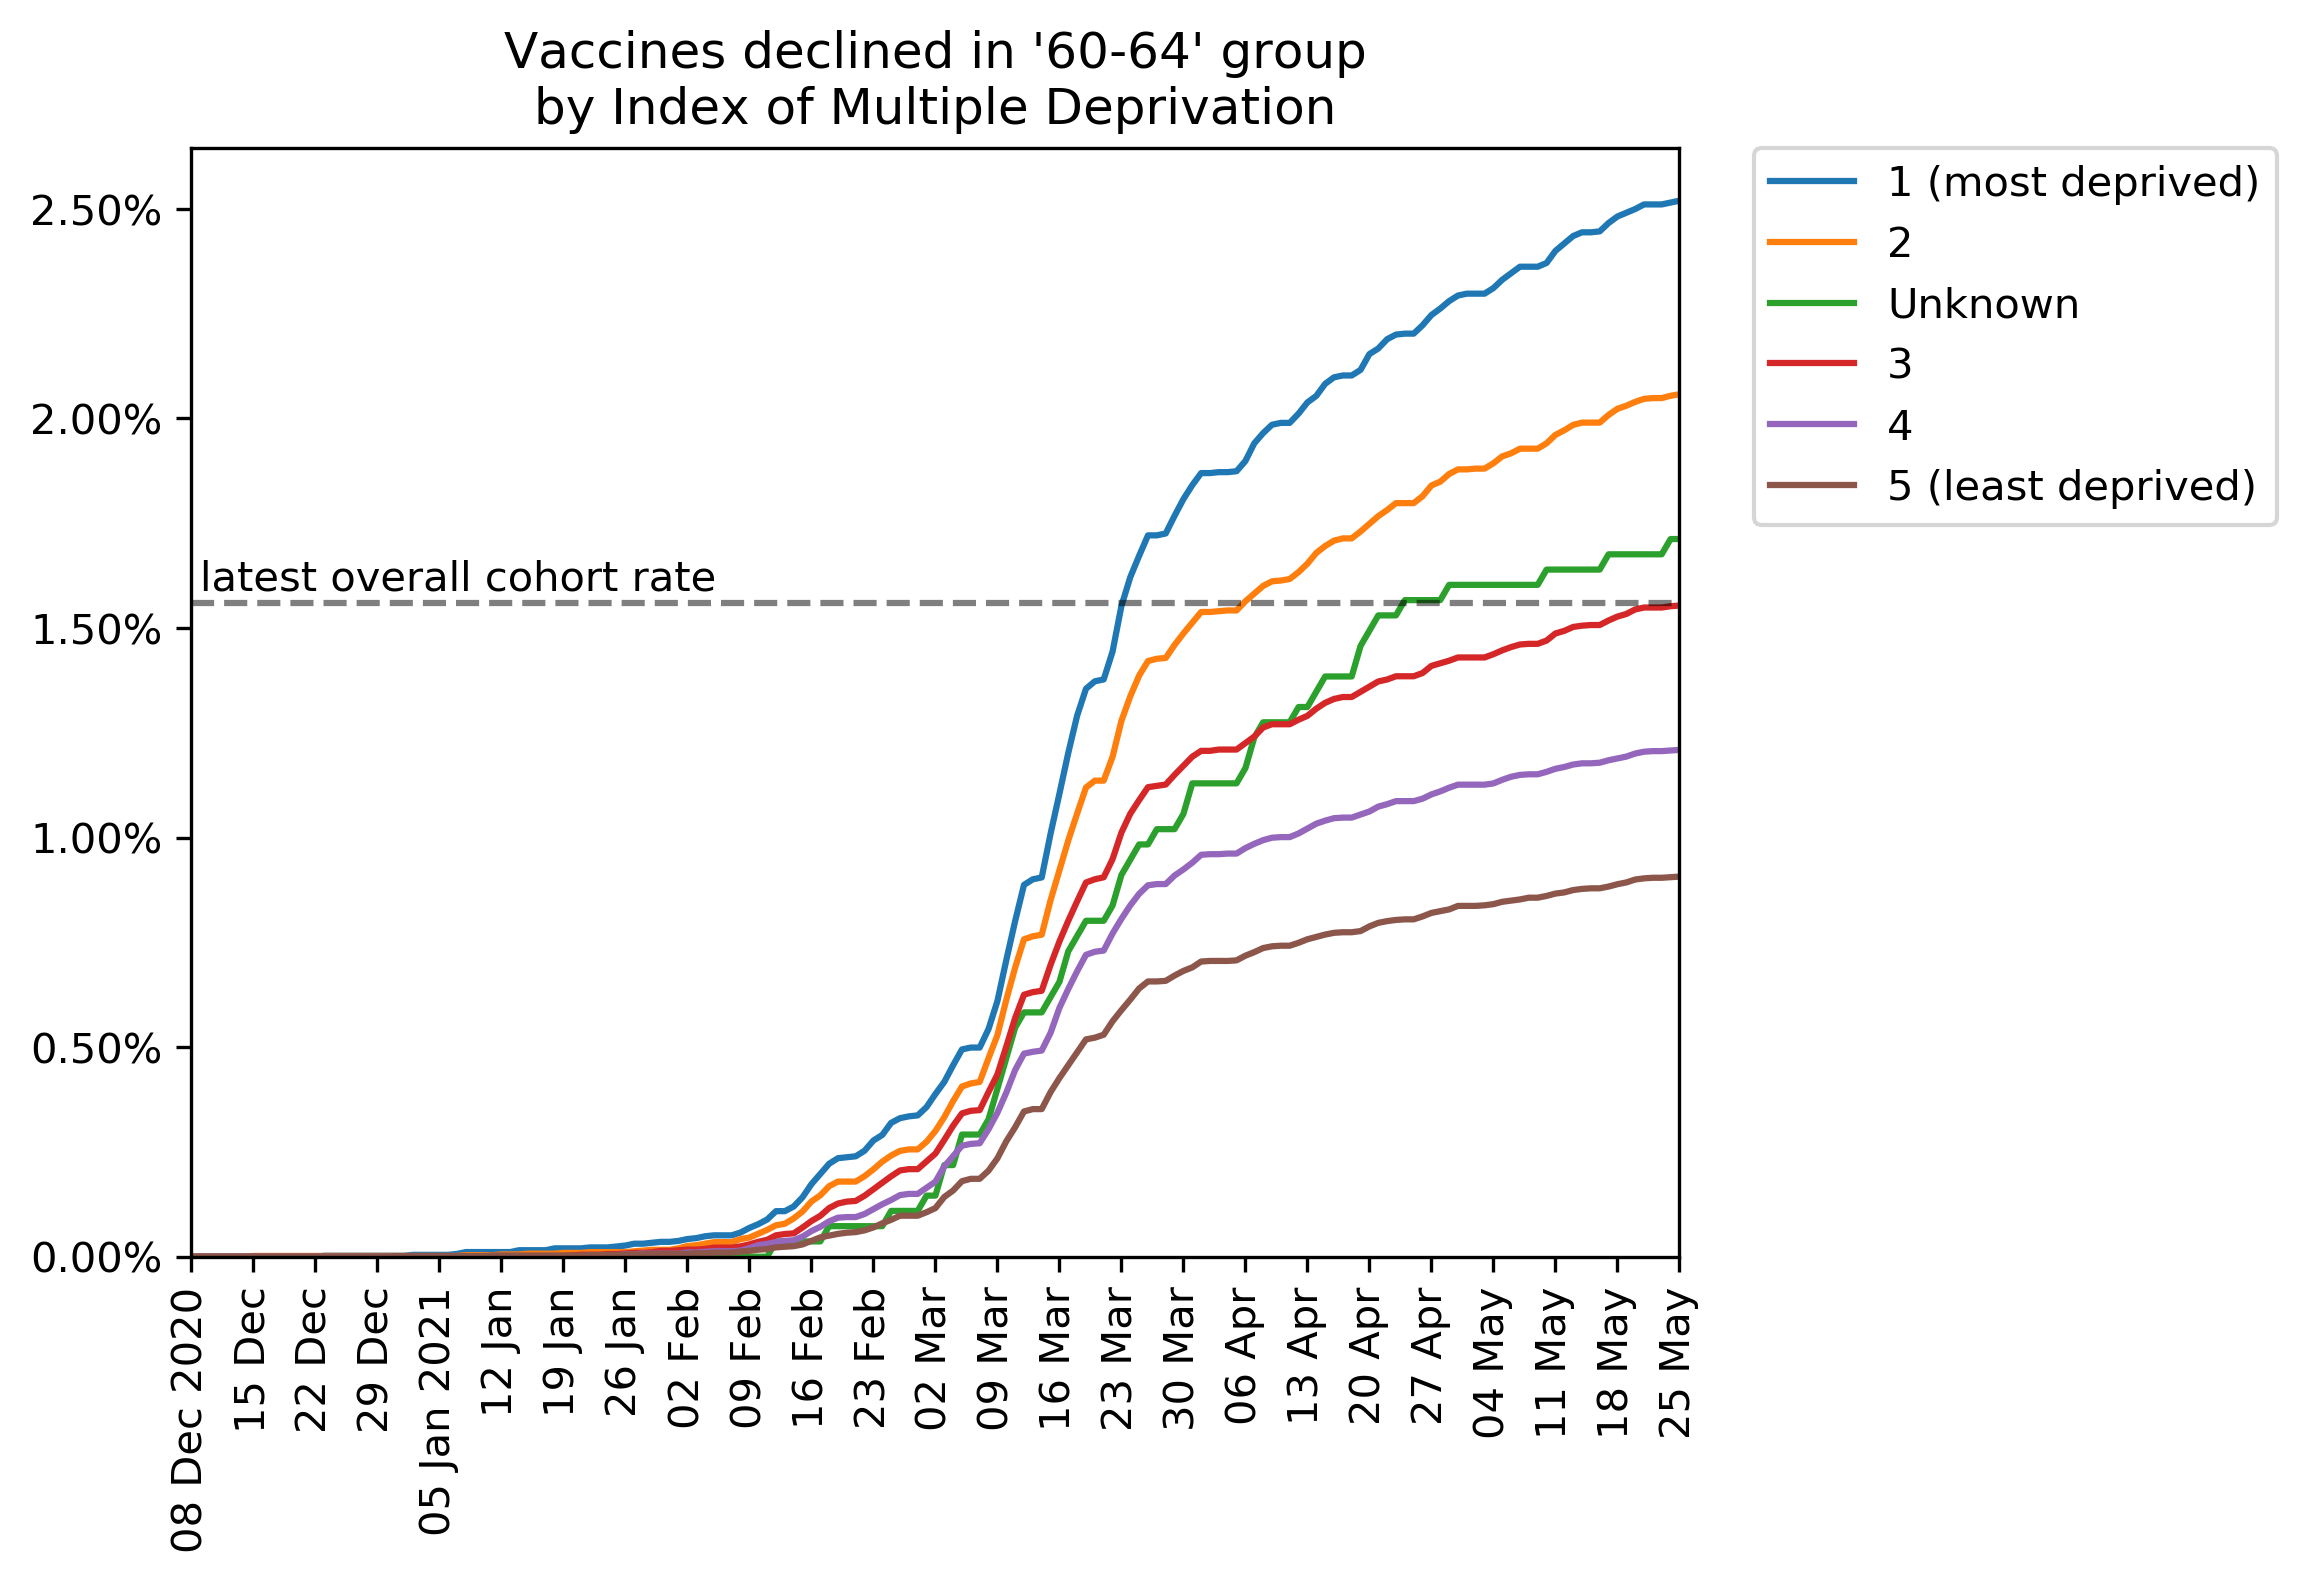 Vaccines declined in '60-64' group
by Index of Multiple Deprivation
2.50%
2.00%
1.50%
1.00%
0.50%
0.00%
latest overall cohort rate
08 Dec 2020
15 Dec
22 Dec
29 Dec
05 Jan 2021
12 Jan
19 Jan
26 Jan
02 Feb
09 Feb
16 Feb
23 Feb
02 Mar
09 Mar
16 Mar
23 Mar
30 Mar
06 Apr
13 Apr
20 Apr
27 Apr
04 May
11 May
18 May
25 May
1 (most deprived)
2
Unknown
3
4
5 (least deprived)